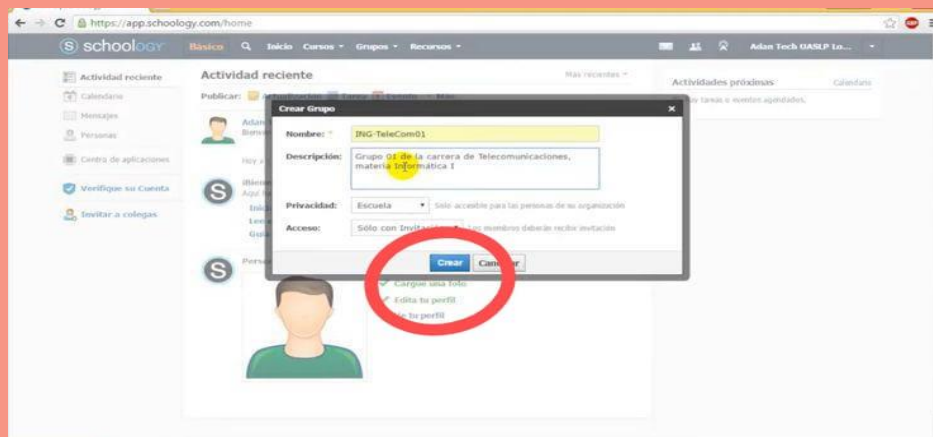 https://app.schoology.com/home
S schoology Básico Inicio Cursos Grupos Recursos Adan Tech UASLP Lo...
Actividad reciente
Calendario
Mensajes
Personas
Centro de aplicaciones
Verifique su Cuenta
Invitar a colegas
Actividad reciente Más recientes
Publicar:
Adan
Hoy
Crear Grupo
Nombre: * ING-TeleCom01
Descripción: Grupo 01 de la carrera de Telecomunicaciones,
materia Informática I
Privacidad: Escuela Sólo accesible para las personas de su organización
Acceso: Sólo con Invitación Los miembros deberán recibir invitación
Crear
S
S
Cargue una foto
Edita tu perfil
tu perfil
Actividades próximas Calendario
tareas o eventos agendados.